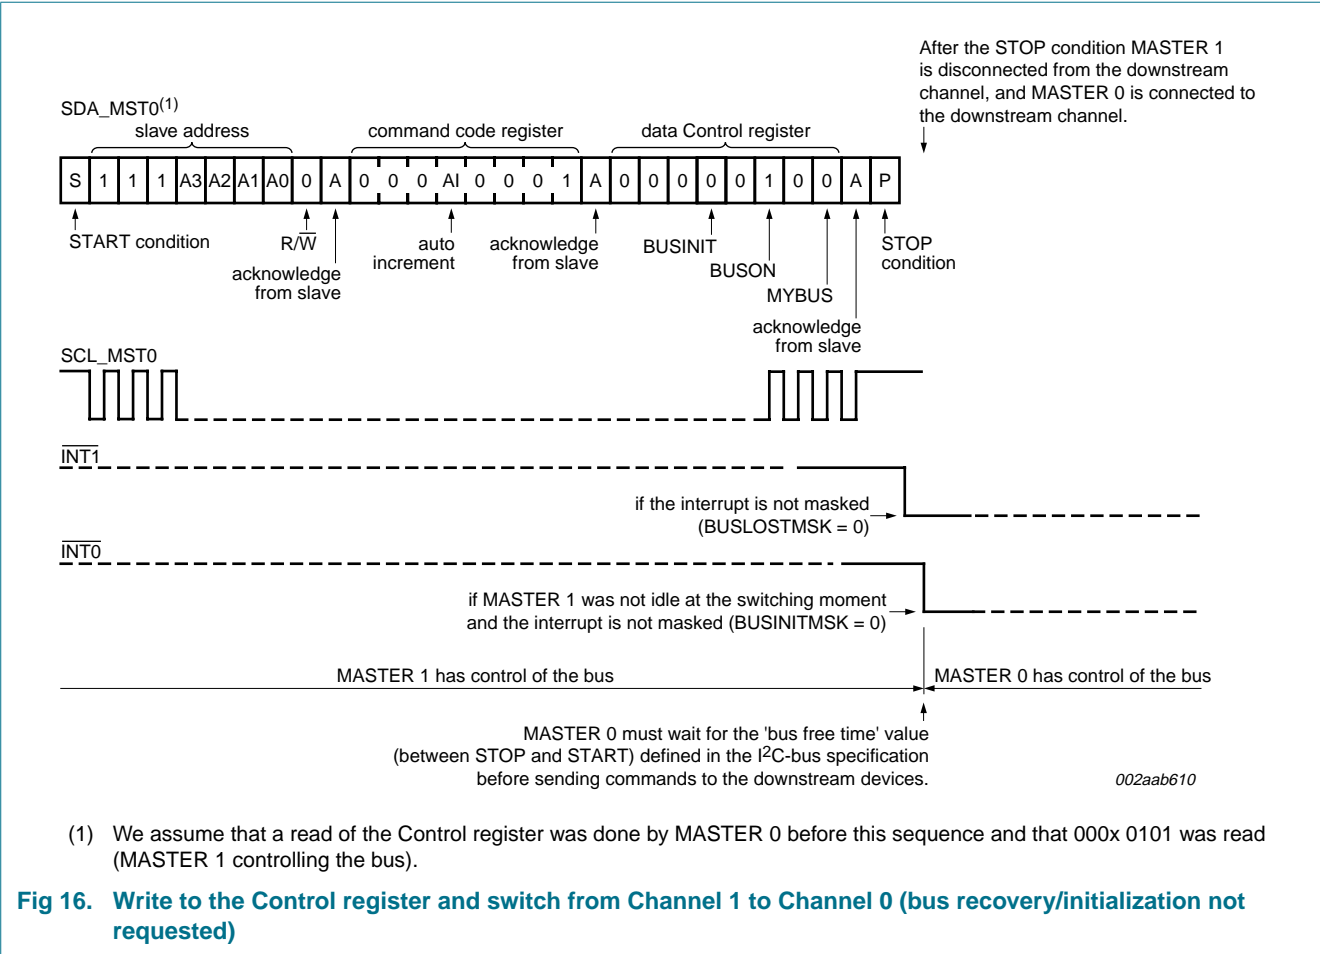 After the STOP condition MASTER 1
is disconnected from the downstream
channel, and MASTER 0 is connected to
the downstream channel.
SDA_MST0(1)
slave address
command code register
data Control register
S 1 1 1 A3 A2 A1 A0 0 A 0 0 0 AI 0 0 0 1 A 0 0 0 0 0 1 0 0 A P
START condition
R/W
acknowledge
from slave
auto
increment
acknowledge
from slave
BUSINIT
BUSON
MYBUS
acknowledge
from slave
STOP
condition
SCL_MST0
INT1
if the interrupt is not masked
(BUSLOSTMSK = 0)
INT0
if MASTER 1 was not idle at the switching moment
and the interrupt is not masked (BUSINITMSK = 0)
MASTER 1 has control of the bus
MASTER 0 has control of the bus
MASTER 0 must wait for the 'bus free time' value
(between STOP and START) defined in the I2C-bus specification
before sending commands to the downstream devices.
002aab610
(1) We assume that a read of the Control register was done by MASTER 0 before this sequence and that 000x 0101 was read
(MASTER 1 controlling the bus).
Fig 16. Write to the Control register and switch from Channel 1 to Channel 0 (bus recovery/initialization not
requested)